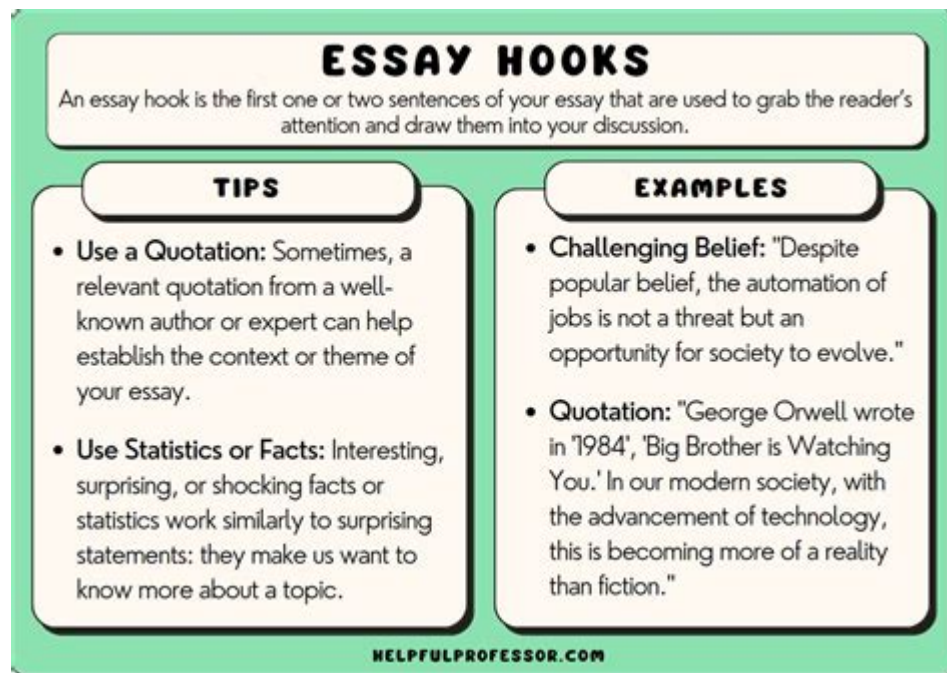 ESSAY HOOKS
An essay hook is the first one or two sentences of your essay that are used to grab the reader's
attention and draw them into your discussion.
TIPS
• Use a Quotation: Sometimes, a
relevant quotation from a well-
known author or expert can help
establish the context or theme of
your essay.
• Use Statistics or Facts: Interesting,
surprising, or shocking facts or
statistics work similarly to surprising
statements: they make us want to
know more about a topic.
EXAMPLES
• Challenging Belief: "Despite
popular belief, the automation of
jobs is not a threat but an
opportunity for society to evolve."
• Quotation: "George Orwell wrote
in '1984', 'Big Brother is Watching
You.' In our modern society, with
the advancement of technology,
this is becoming more of a reality
than fiction."
HELPFULPROFESSOR.COM